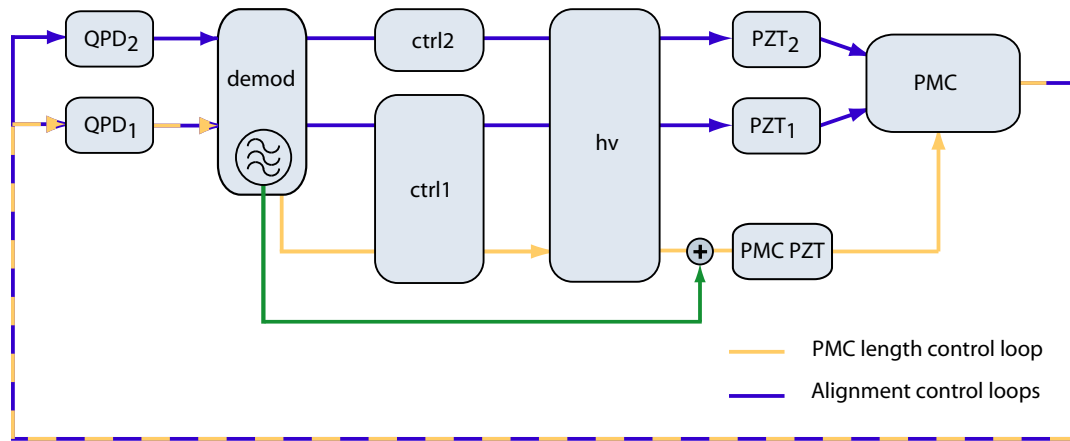 QPD₂
demod
ctrl2
hv
PZT₂
PMC
QPD₁
ctrl1
PZT₁
+
PMC PZT
PMC length control loop
Alignment control loops